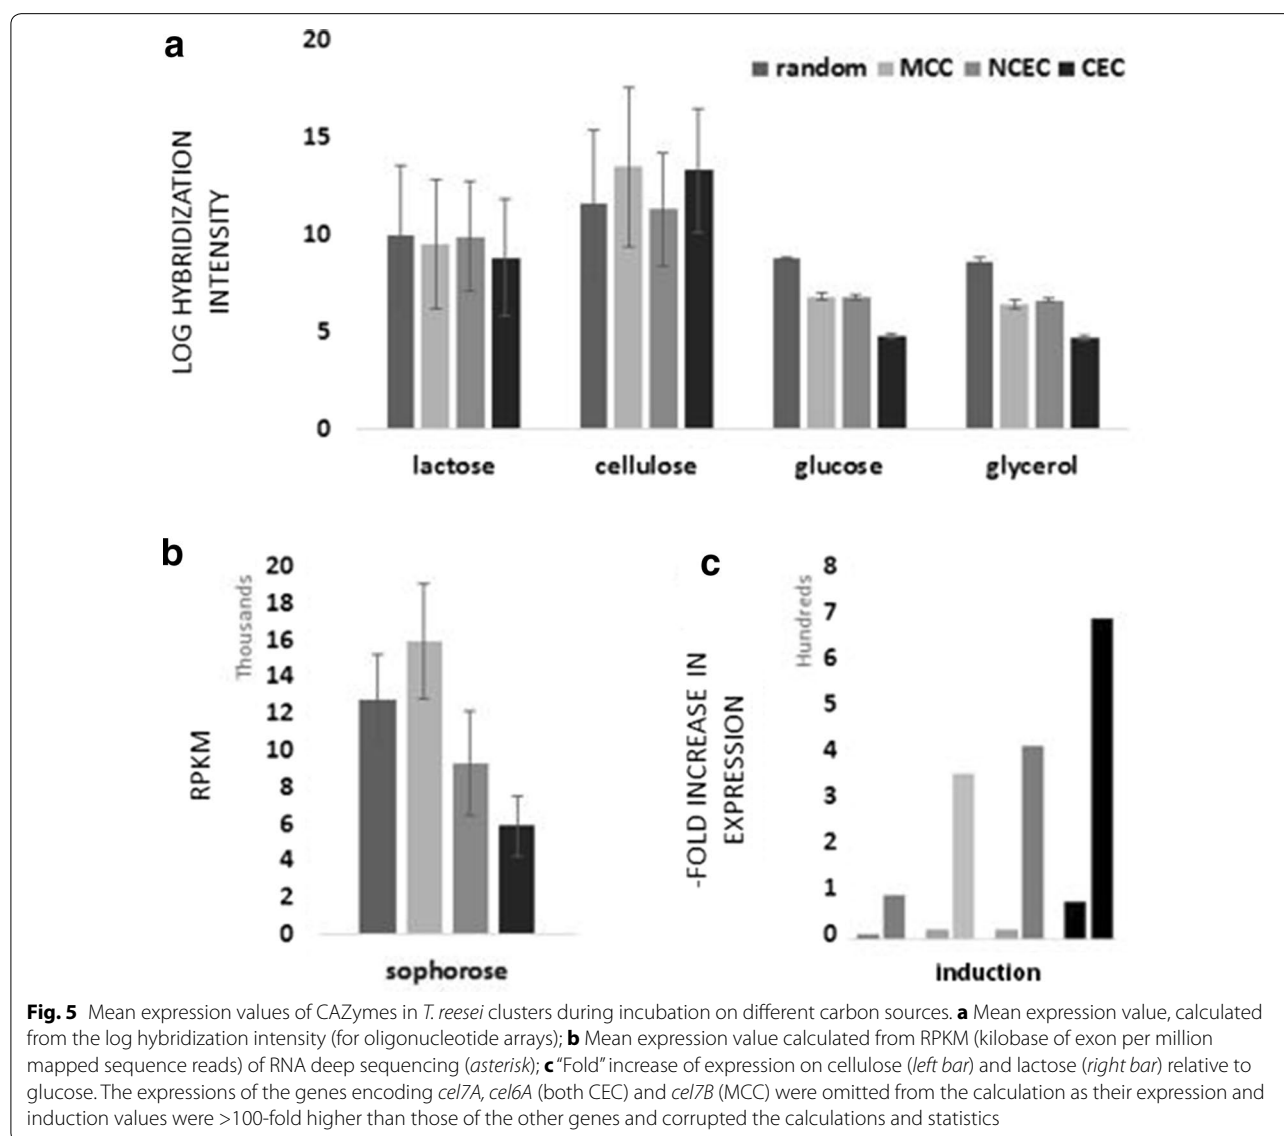 a
20
15
10
5
0
LOG HYBRIDIZATION
INTENSITY
random MCC NCEC CEC
lactose cellulose glucose glycerol
b
20
18
16
14
12
10
8
6
4
2
0
Thousands
RPKM
sophorose
c
8
7
6
5
4
3
2
1
0
Hundreds
-FOLD INCREASE IN
EXPRESSION
induction
Fig. 5 Mean expression values of CAZymes in T. reesei clusters during incubation on different carbon sources. a Mean expression value, calculated
from the log hybridization intensity (for oligonucleotide arrays); b Mean expression value calculated from RPKM (kilobase of exon per million
mapped sequence reads) of RNA deep sequencing (asterisk); c “Fold” increase of expression on cellulose (left bar) and lactose (right bar) relative to
glucose. The expressions of the genes encoding cel7A, cel6A (both CEC) and cel7B (MCC) were omitted from the calculation as their expression and
induction values were >100-fold higher than those of the other genes and corrupted the calculations and statistics